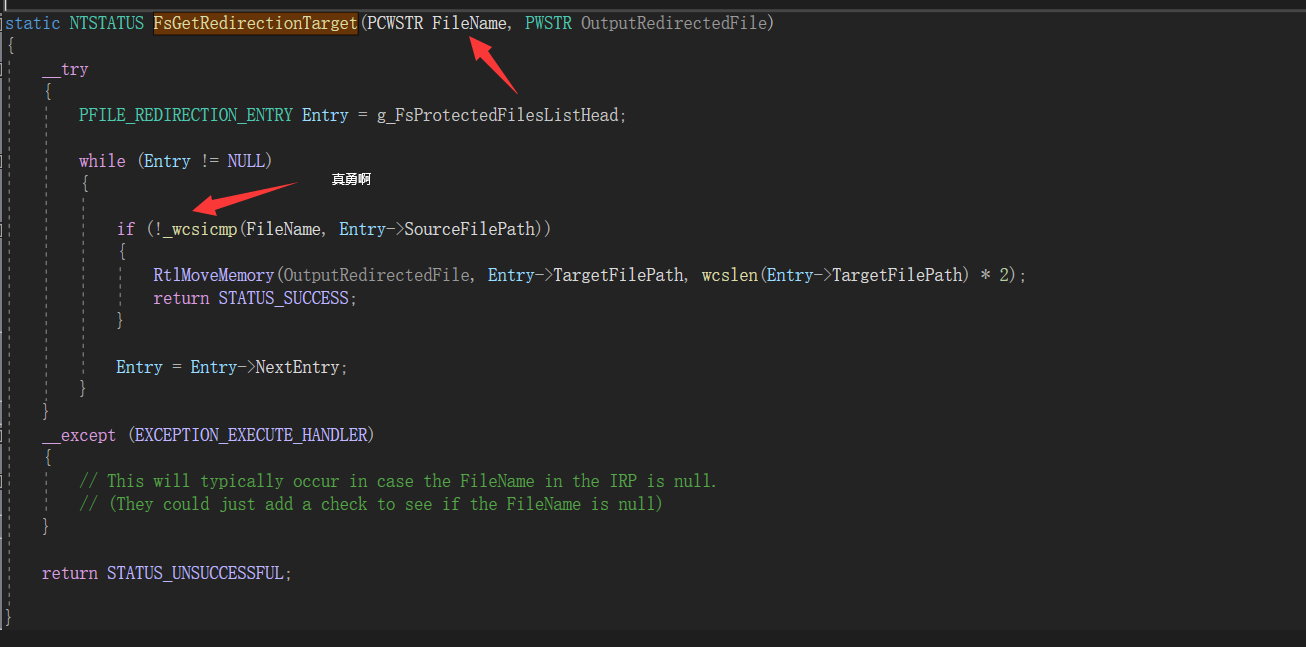 static NTSTATUS FsGetRedirectionTarget(PCWSTR FileName, PWSTR OutputRedirectedFile)
{
    __try
    {
        PFILE_REDIRECTION_ENTRY Entry = g_FsProtectedFilesListHead;
        while (Entry != NULL)
        {
真勇啊
            if (!_wcsicmp(FileName, Entry->SourceFilePath))
            {
                RtlMoveMemory(OutputRedirectedFile, Entry->TargetFilePath, wcslen(Entry->TargetFilePath) * 2);
                return STATUS_SUCCESS;
            }
            Entry = Entry->NextEntry;
        }
    }
    __except (EXCEPTION_EXECUTE_HANDLER)
    {
        // This will typically occur in case the FileName in the IRP is null.
        // (They could just add a check to see if the FileName is null)
    }
    return STATUS_UNSUCCESSFUL;
}